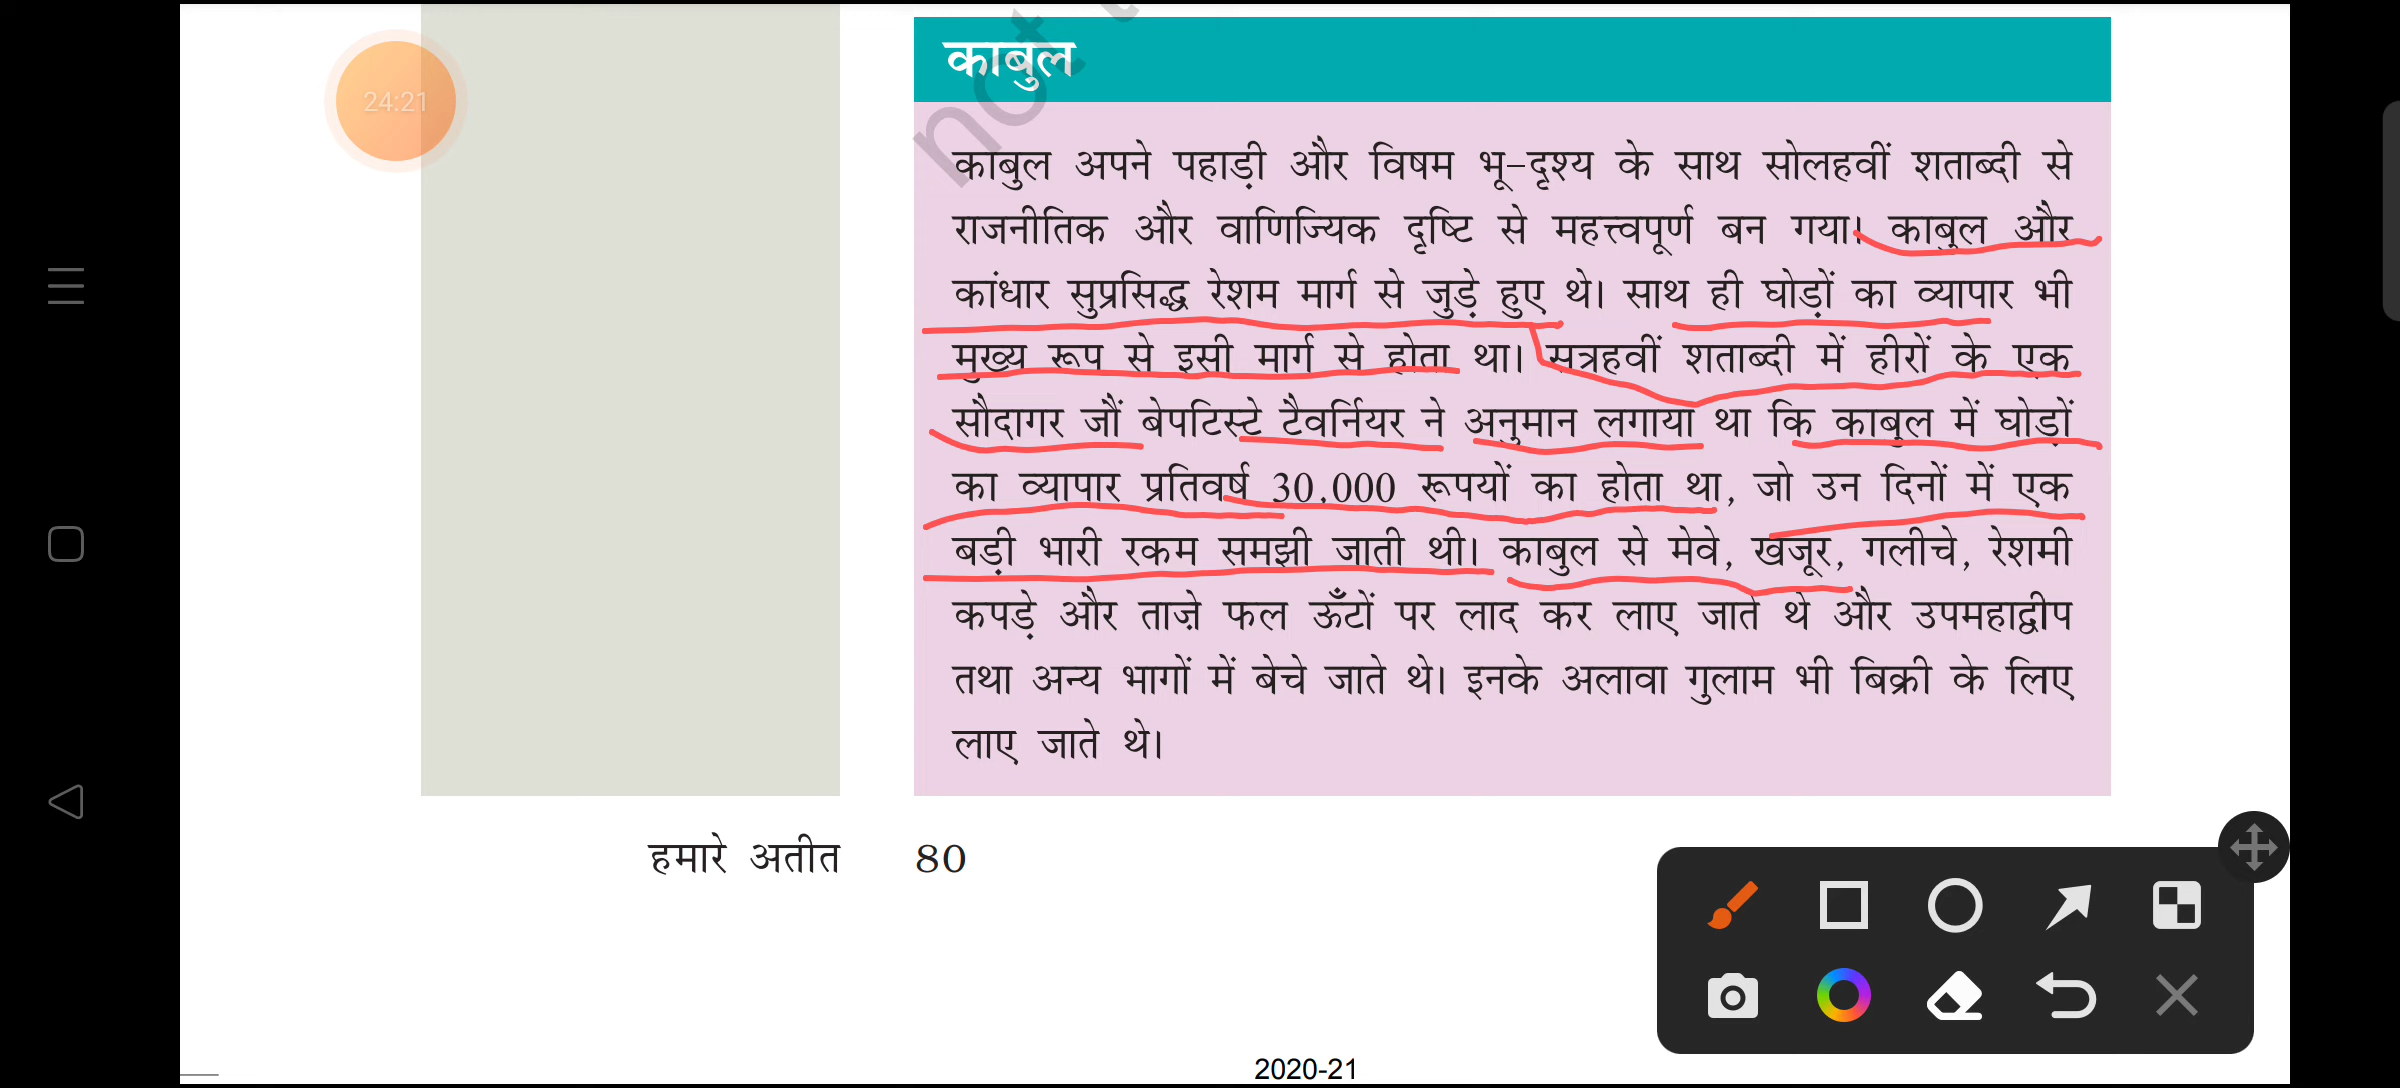 24:21
not
काबुल
काबुल अपने पहाड़ी और विषम भू-दृश्य के साथ सोलहवीं शताब्दी से
राजनीतिक और वाणिज्यिक दृष्टि से महत्त्वपूर्ण बन गया। काबुल और
कांधार सुप्रसिद्ध रेशम मार्ग से जुड़े हुए थे। साथ ही घोड़ों का व्यापार भी
मुख्य रूप से इसी मार्ग से होता था। सत्रहवीं शताब्दी में हीरों के एक
सौदागर जौं बेपटिस्टे टैवर्नियर ने अनुमान लगाया था कि काबुल में घोड़ों
का व्यापार प्रतिवर्ष 30,000 रूपयों का होता था, जो उन दिनों में एक
बड़ी भारी रकम समझी जाती थी। काबुल से मेवे, खजूर, गलीचे, रेशमी
कपड़े और ताज़े फल ऊँटों पर लाद कर लाए जाते थे और उपमहाद्वीप
तथा अन्य भागों में बेचे जाते थे। इनके अलावा गुलाम भी बिक्री के लिए
लाए जाते थे।
हमारे अतीत 80
2020-21